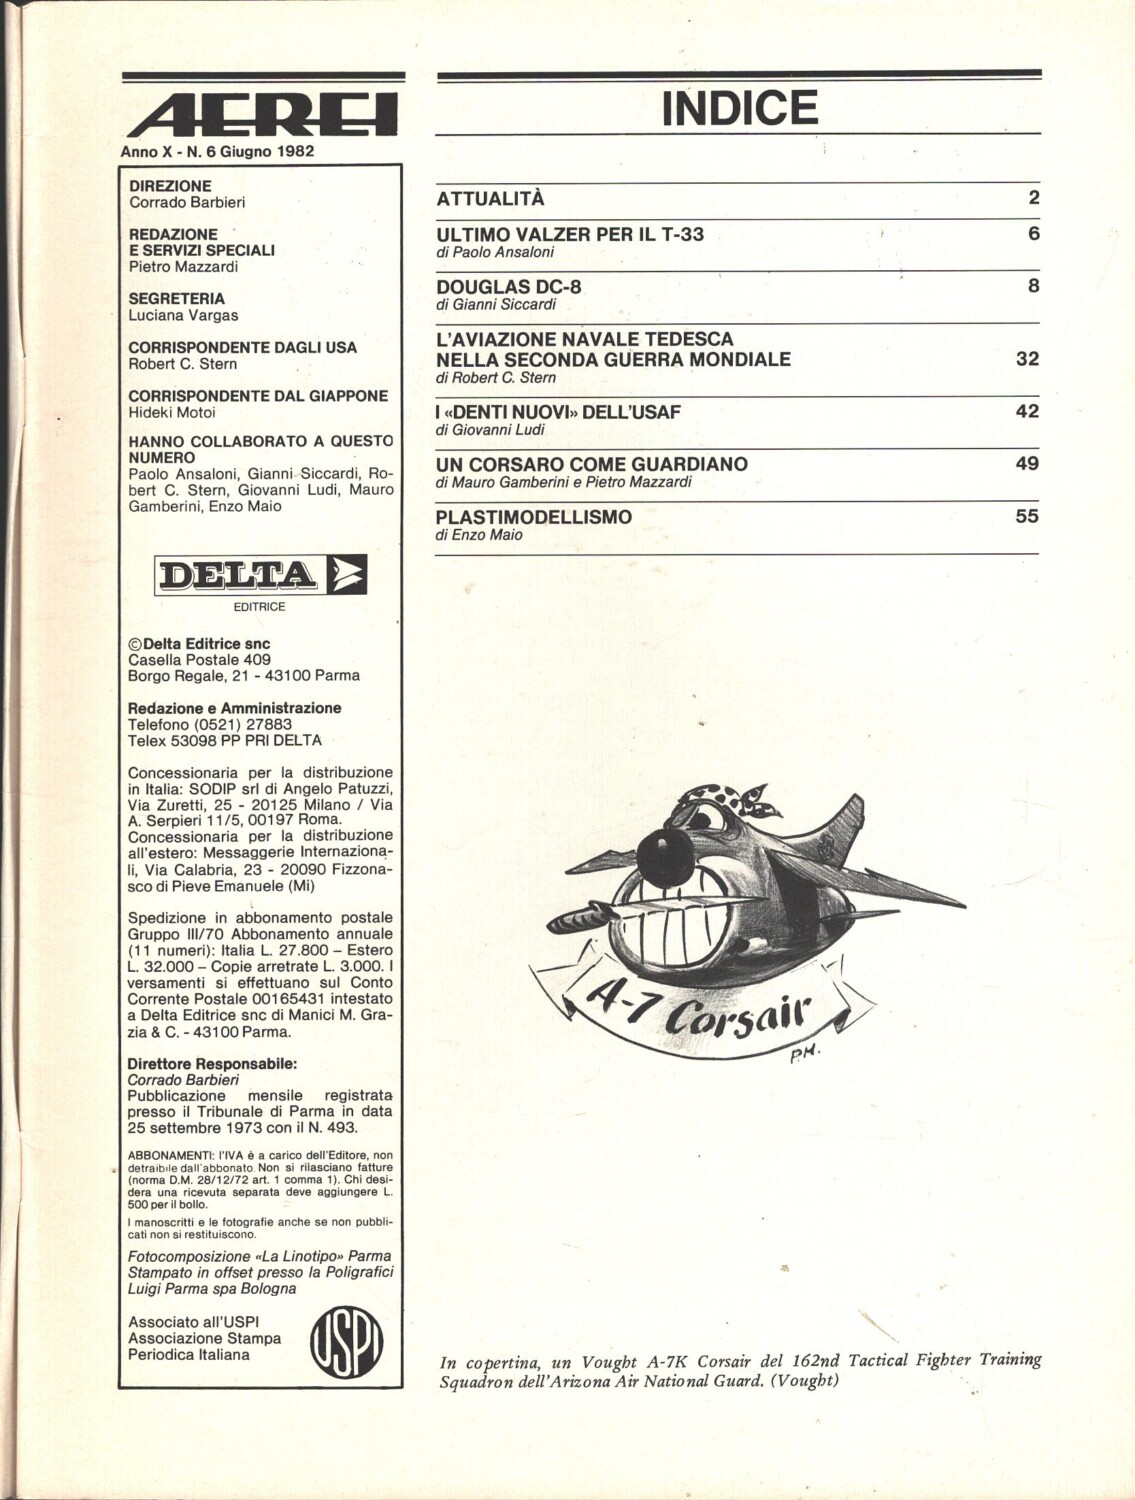 AEREI
Anno X - N. 6 Giugno 1982
DIREZIONE
Corrado Barbieri
REDAZIONE
E SERVIZI SPECIALI
Pietro Mazzardi
SEGRETERIA
Luciana Vargas
CORRISPONDENTE DAGLI USA
Robert C. Stern
CORRISPONDENTE DAL GIAPPONE
Hideki Motoi
HANNO COLLABORATO A QUESTO
NUMERO
Paolo Ansaloni, Gianni Siccardi, Ro-
bert C. Stern, Giovanni Ludi, Mauro
Gamberini, Enzo Maio
DELTA
EDITRICE
©Delta Editrice snc
Casella Postale 409
Borgo Regale, 21 - 43100 Parma
Redazione e Amministrazione
Telefono (0521) 27883
Telex 53098 PP PRI DELTA
Concessionaria per la distribuzione
in Italia: SODIP srl di Angelo Patuzzi,
Via Zuretti, 25 - 20125 Milano / Via
A. Serpieri 11/5, 00197 Roma.
Concessionaria per la distribuzione
all'estero: Messaggerie Internaziona-
li, Via Calabria, 23 - 20090 Fizzona-
sco di Pieve Emanuele (Mi)
Spedizione in abbonamento postale
Gruppo III/70 Abbonamento annuale
(11 numeri): Italia L. 27.800 – Estero
L. 32.000 – Copie arretrate L. 3.000. I
versamenti si effettuano sul Conto
Corrente Postale 00165431 intestato
a Delta Editrice snc di Manici M. Gra-
zia & C. - 43100 Parma.
Direttore Responsabile:
Corrado Barbieri
Pubblicazione mensile registrata
presso il Tribunale di Parma in data
25 settembre 1973 con il N. 493.
ABBONAMENTI: l'IVA è a carico dell'Editore, non
detraibile dall'abbonato. Non si rilasciano fatture
(norma D.M. 28/12/72 art. 1 comma 1). Chi desi-
dera una ricevuta separata deve aggiungere L.
500 per il bollo.
I manoscritti e le fotografie anche se non pubbli-
cati non si restituiscono.
Fotocomposizione «La Linotipo» Parma
Stampato in offset presso la Poligrafici
Luigi Parma spa Bologna
Associato all'USPI
Associazione Stampa
Periodica Italiana
USPI
INDICE
ATTUALITÀ 2
ULTIMO VALZER PER IL T-33 6
di Paolo Ansaloni
DOUGLAS DC-8 8
di Gianni Siccardi
L'AVIAZIONE NAVALE TEDESCA
NELLA SECONDA GUERRA MONDIALE 32
di Robert C. Stern
I «DENTI NUOVI» DELL'USAF 42
di Giovanni Ludi
UN CORSARO COME GUARDIANO 49
di Mauro Gamberini e Pietro Mazzardi
PLASTIMODELLISMO 55
di Enzo Maio
A-7 Corsair
P.M.
In copertina, un Vought A-7K Corsair del 162nd Tactical Fighter Training
Squadron dell'Arizona Air National Guard. (Vought)